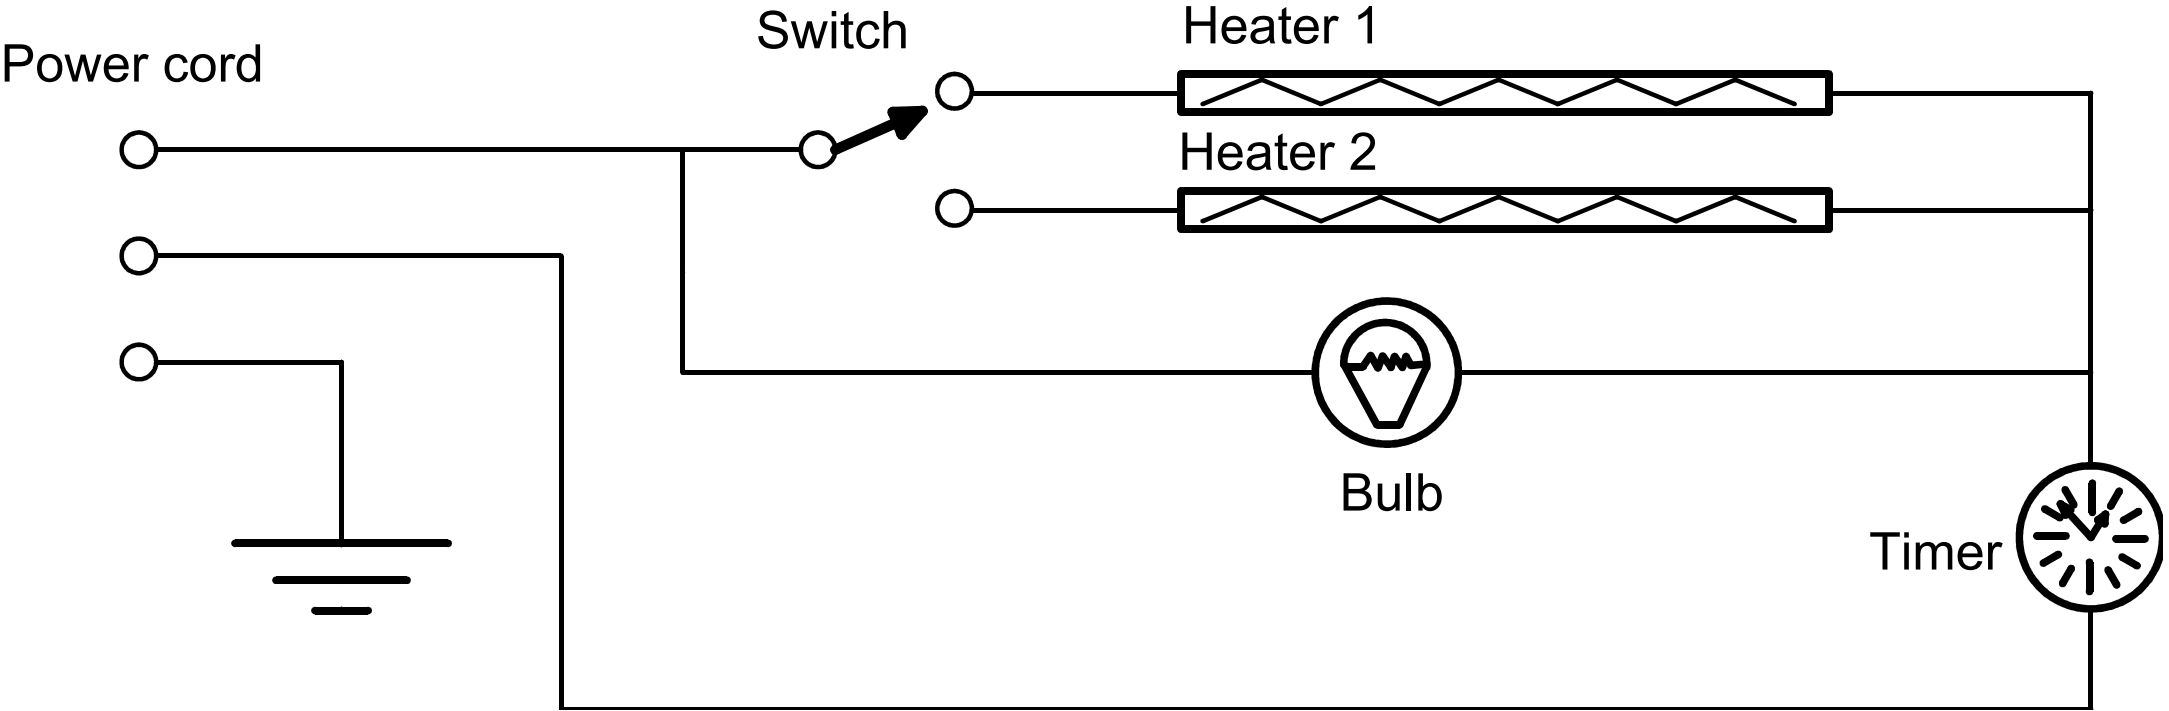 Power cord
Switch
Heater 1
Heater 2
Bulb
Timer